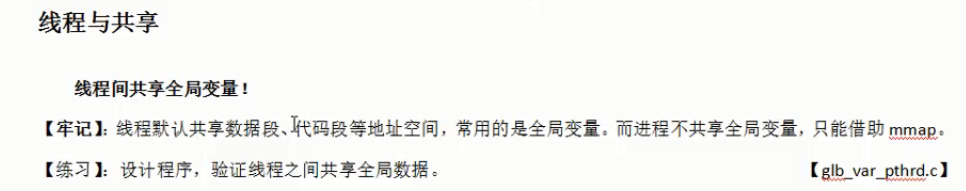 线程与共享
线程间共享全局变量！
【牢记】：线程默认共享数据段、代码段等地址空间，常用的是全局变量。而进程不共享全局变量，只能借助 mmap。
【练习】：设计程序，验证线程之间共享全局数据。 【glb_var_pthrd.c】